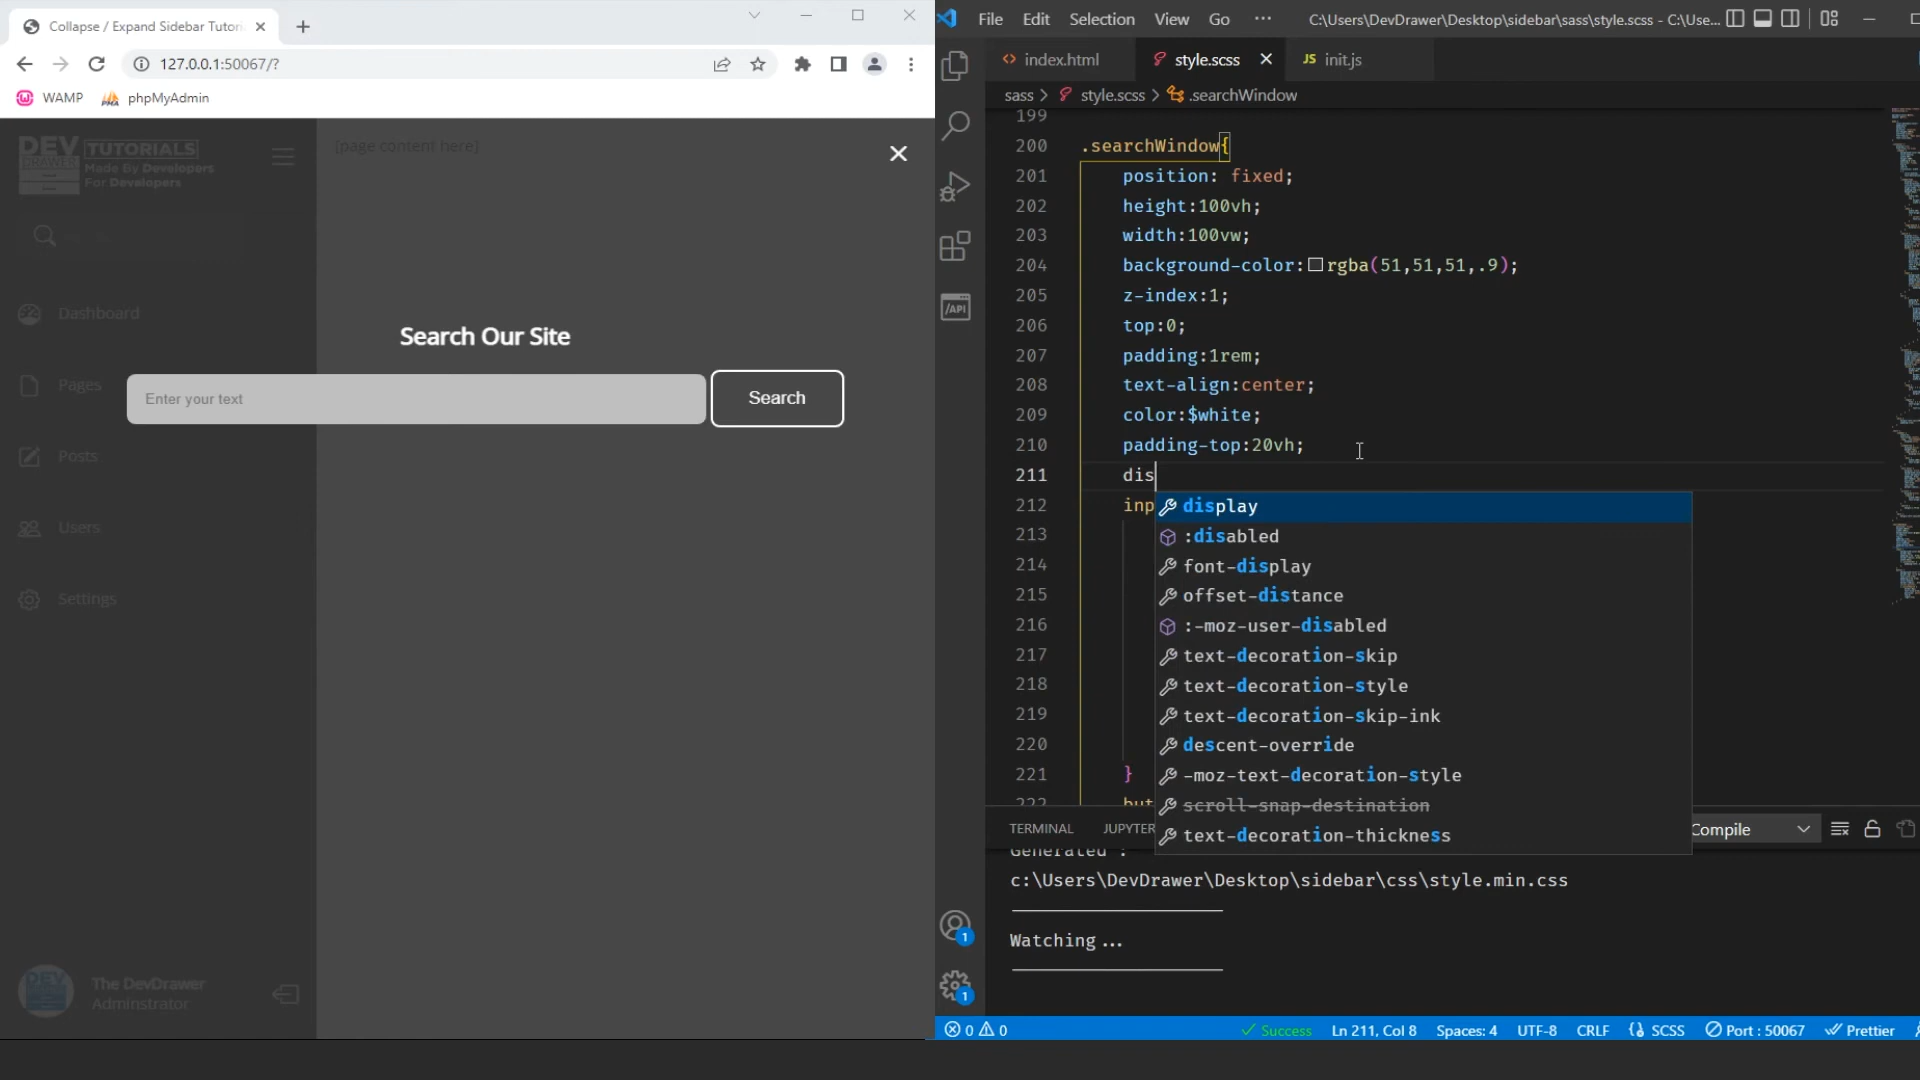 Collapse / Expand Sidebar Tutori
127.0.0.1:50067/?
WAMP
phpMyAdmin
DEV
DRAWER
TUTORIALS
Made By Developers
For Developers
[page content here]
Dashboard
Search Our Site
Pages
Enter your text
Search
Posts
Users
Settings
The DevDrawer
Adminstrator
File Edit Selection View Go ···
C:\Users\DevDrawer\Desktop\sidebar\sass\style.scss - C:\Use...
index.html
style.scss
JS init.js
sass > style.scss > .searchWindow
199
200 .searchWindow{
201 position: fixed;
202 height:100vh;
203 width:100vw;
204 background-color:rgba(51,51,51,.9);
205 z-index:1;
206 top:0;
207 padding:1rem;
208 text-align:center;
209 color:$white;
210 padding-top:20vh;
211 dis
212 inp
213
214
215
216
217
218
219
220
221 }
222 but
display
:disabled
font-display
offset-distance
:-moz-user-disabled
text-decoration-skip
text-decoration-style
text-decoration-skip-ink
descent-override
-moz-text-decoration-style
scroll-snap-destination
text-decoration-thickness
/API
TERMINAL JUPYTER
Compile
Generated :
c:\Users\DevDrawer\Desktop\sidebar\css\style.min.css
Watching ...
1
1
0 0
Success
Ln 211, Col 8
Spaces: 4
UTF-8
CRLF
SCSS
Port : 50067
Prettier